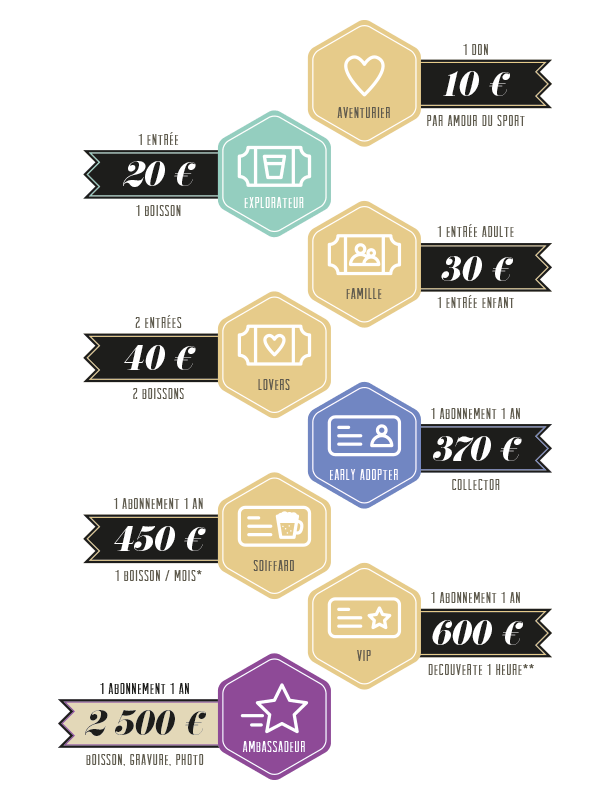 1 DON
10 €
AVENTURIER
PAR AMOUR DU SPORT
1 ENTRÉE
20 €
EXPLORATEUR
1 BOISSON
1 ENTRÉE ADULTE
30 €
FAMILLE
1 ENTRÉE ENFANT
2 ENTRÉES
40 €
LOVERS
2 BOISSONS
1 ABONNEMENT 1 AN
370 €
EARLY ADOPTER
COLLECTOR
1 ABONNEMENT 1 AN
450 €
SOIFFARD
1 BOISSON / MOIS*
1 ABONNEMENT 1 AN
600 €
VIP
DECOUVERTE 1 HEURE**
1 ABONNEMENT 1 AN
2 500 €
AMBASSADEUR
BOISSON, GRAVURE, PHOTO